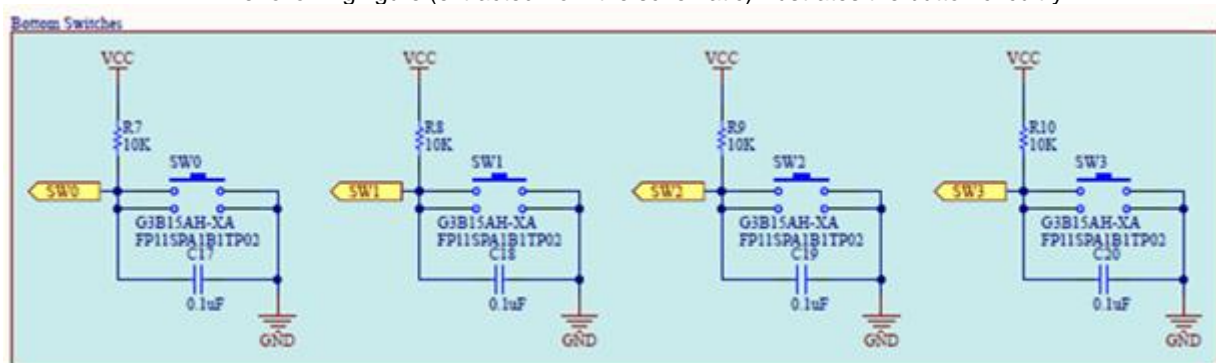 Bottom Switches
VCC VCC VCC VCC
R7 R8 R9 R10
10K 10K 10K 10K
SW0 SW1 SW2 SW3
SW0 SW1 SW2 SW3
G3B15AH-XA G3B15AH-XA G3B15AH-XA G3B15AH-XA
FP11SPA1B1TP02 FP11SPA1B1TP02 FP11SPA1B1TP02 FP11SPA1B1TP02
C17 C18 C19 C20
0.1uF 0.1uF 0.1uF 0.1uF
GND GND GND GND